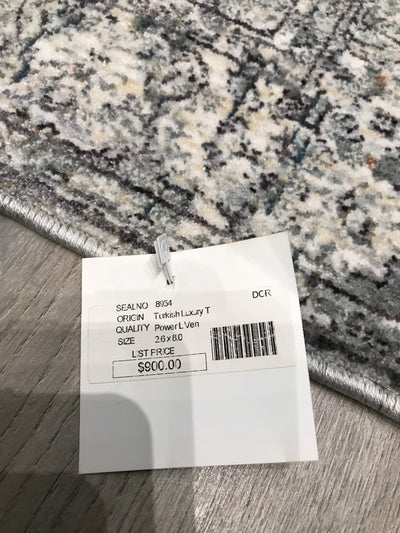 DCR
SEALNO 8954
ORIGIN Turkish Luxury T
QUALITY Power L Ven
SIZE 2.6 x 8.0
LIST PRICE
$900.00